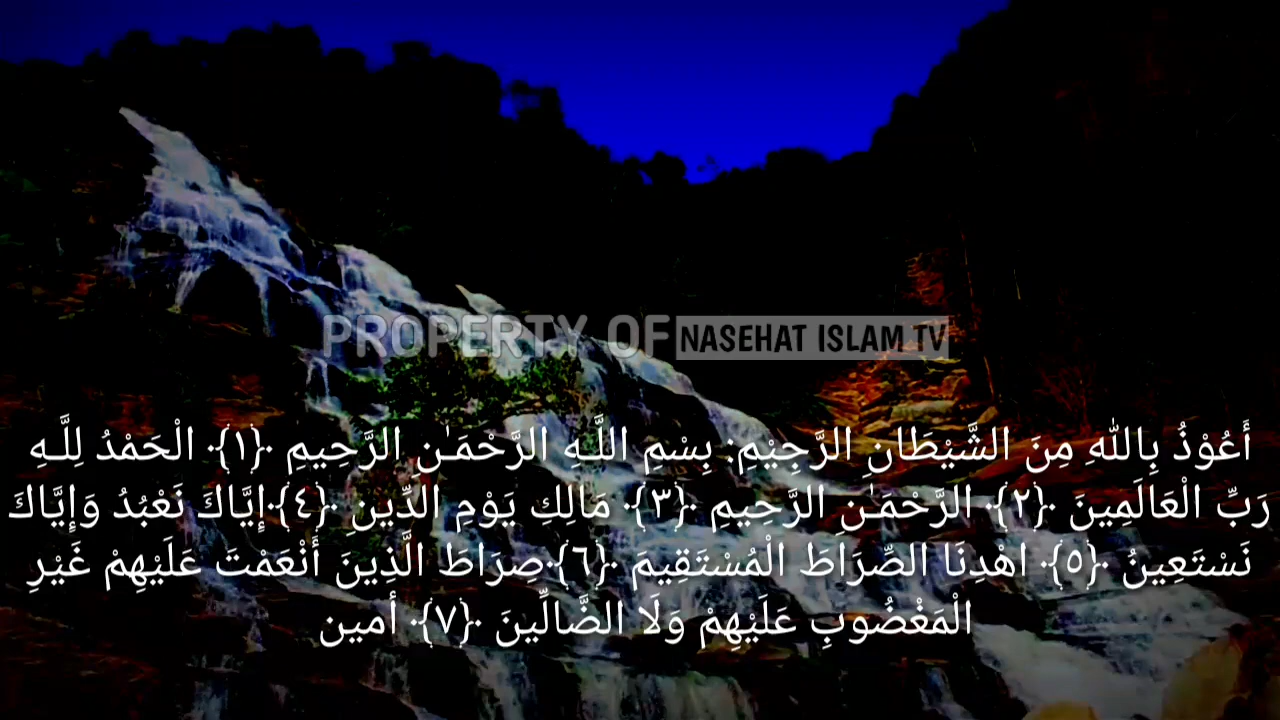 PROPERTY OF NASEHAT ISLAM TV
أَعُوْذُ بِاللهِ مِنَ الشَّيْطَانِ الرَّجِيْمِ: بِسْمِ اللَّـهِ الرَّحْمَـٰنِ الرَّحِيمِ ﴿١﴾ الْحَمْدُ لِلَّـهِ
رَبِّ الْعَالَمِينَ ﴿٢﴾ الرَّحْمَـٰنِ الرَّحِيمِ ﴿٣﴾ مَالِكِ يَوْمِ الدِّينِ ﴿٤﴾إِيَّاكَ نَعْبُدُ وَإِيَّاكَ
نَسْتَعِينُ ﴿٥﴾ اهْدِنَا الصِّرَاطَ الْمُسْتَقِيمَ ﴿٦﴾صِرَاطَ الَّذِينَ أَنْعَمْتَ عَلَيْهِمْ غَيْرِ
الْمَغْضُوبِ عَلَيْهِمْ وَلَا الضَّالِّينَ ﴿٧﴾ أمين